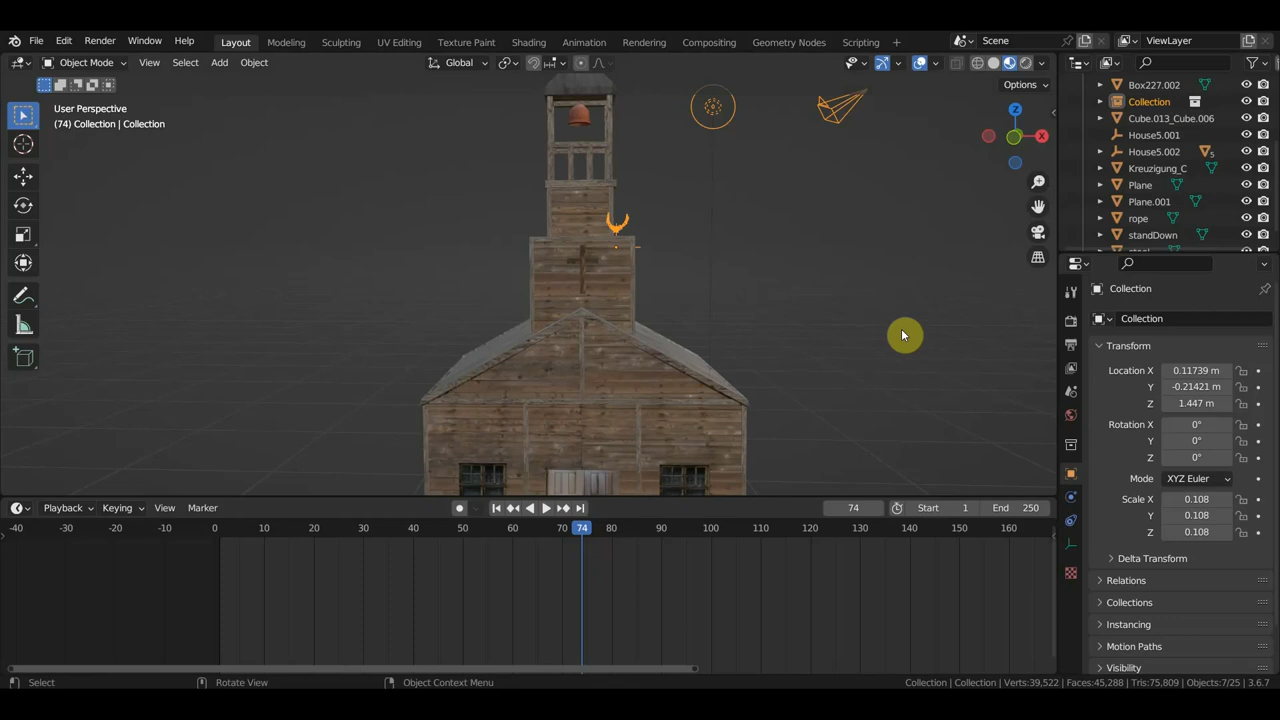 File Edit Render Window Help Layout Modeling Sculpting UV Editing Texture Paint Shading Animation Rendering Compositing Geometry Nodes Scripting + Scene ViewLayer
Object Mode View Select Add Object Global
Options
User Perspective
(74) Collection | Collection
Z
X
Box227.002
Collection
Cube.013_Cube.006
House5.001
House5.002 5
Kreuzigung_C
Plane
Plane.001
rope
standDown
Collection
Collection
Transform
Location X 0.11739 m
Y -0.21421 m
Z 1.447 m
Rotation X 0°
Y 0°
Z 0°
Mode XYZ Euler
Scale X 0.108
Y 0.108
Z 0.108
Delta Transform
Relations
Collections
Instancing
Motion Paths
Visibility
Playback Keying View Marker 74 Start 1 End 250
-40 -30 -20 -10 0 10 20 30 40 50 60 70 74 80 90 100 110 120 130 140 150 160
Select Rotate View Object Context Menu Collection | Collection | Verts:39,522 | Faces:45,288 | Tris:75,809 | Objects:7/25 | 3.6.7